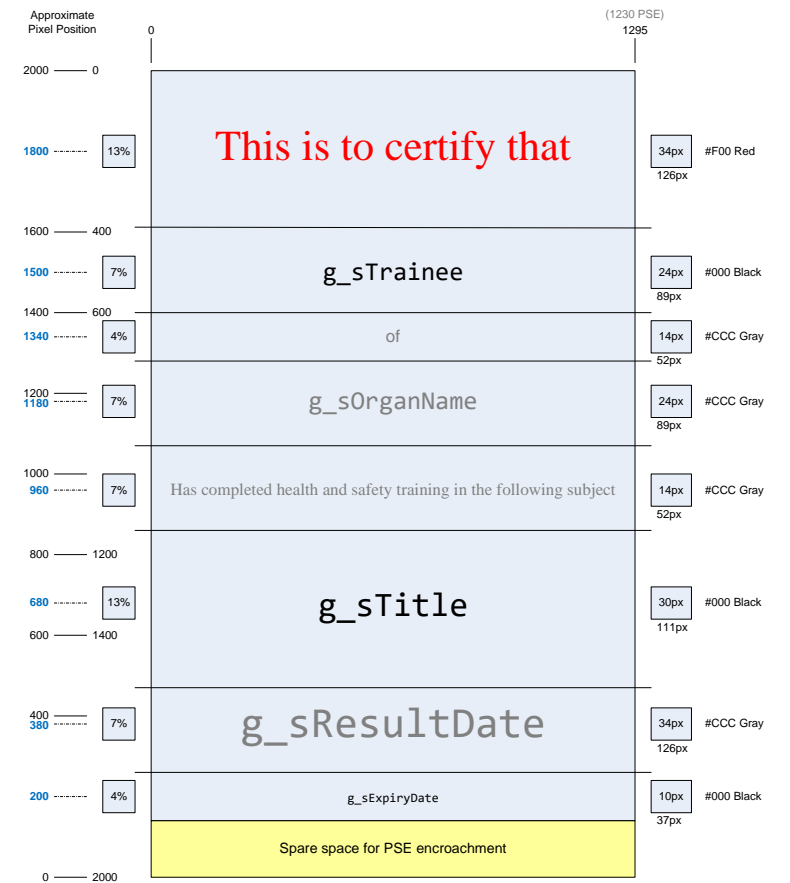 Approximate
Pixel Position
0
(1230 PSE)
1295
2000 0
1800 13% This is to certify that 34px #F00 Red
126px
1600 400
1500 7% g_sTrainee 24px #000 Black
89px
1400 600
1340 4% of 14px #CCC Gray
52px
1200
1180 7% g_sOrganName 24px #CCC Gray
89px
1000
960 7% Has completed health and safety training in the following subject 14px #CCC Gray
52px
800 1200
680 13% g_sTitle 30px #000 Black
111px
600 1400
400
380 7% g_sResultDate 34px #CCC Gray
126px
200 4% g_sExpiryDate 10px #000 Black
37px
Spare space for PSE encroachment
0 2000